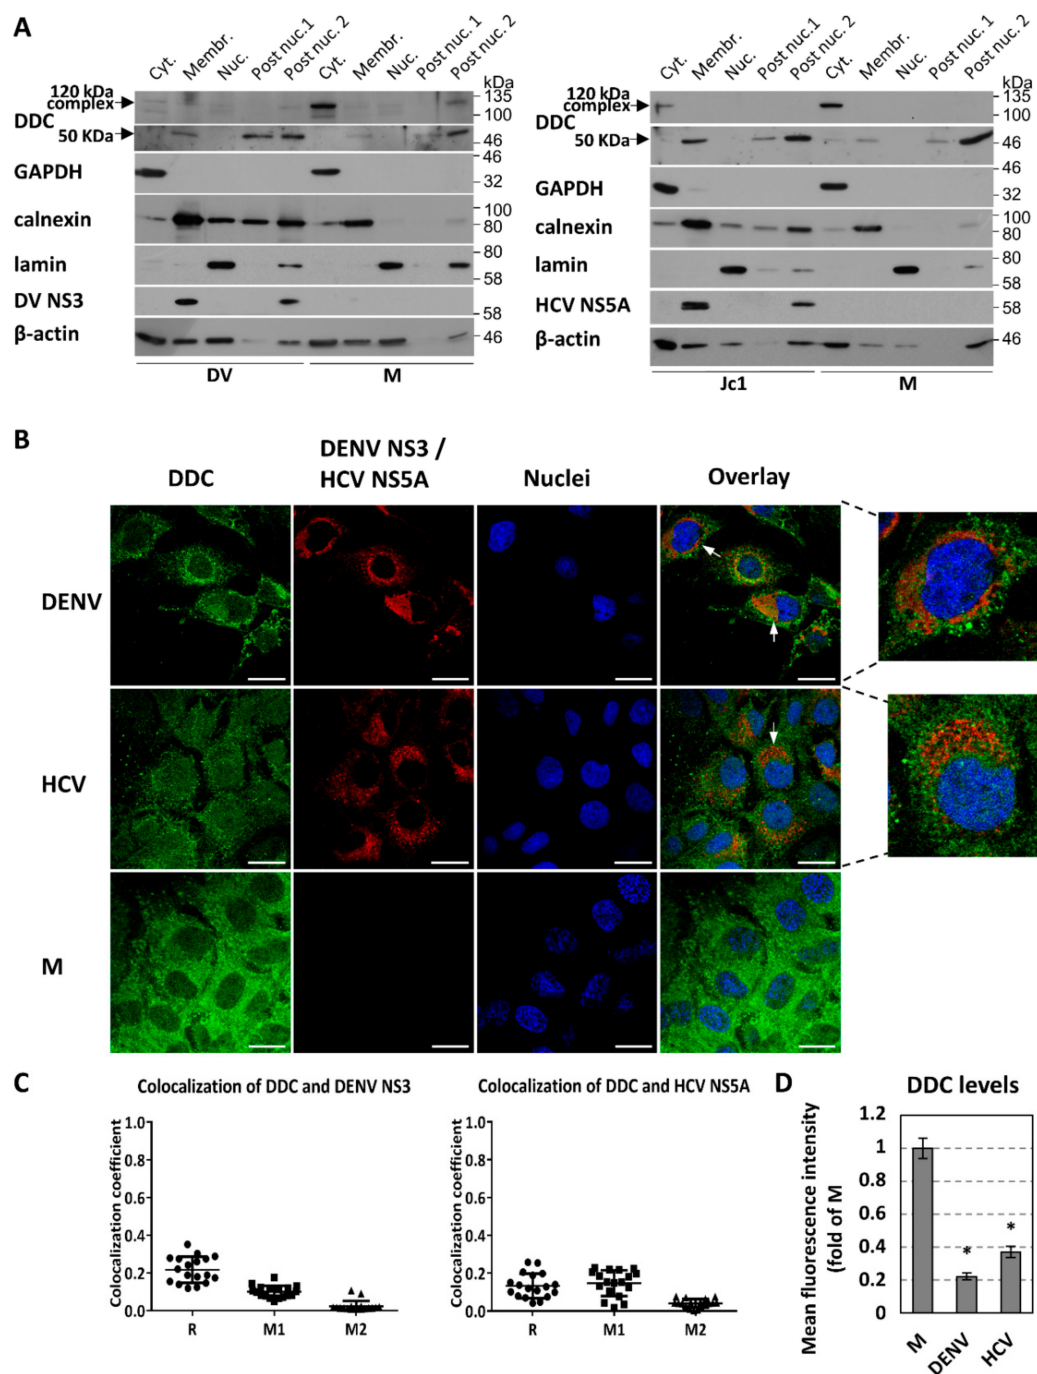 A
Cyt.
Membr.
Nuc.
Post nuc.1
Post nuc. 2
Cyt.
Membr.
Nuc.
Post nuc. 1
Post nuc. 2
kDa
120 kDa
complex
DDC
50 KDa
GAPDH
calnexin
lamin
DV NS3
β-actin
135
100
46
46
32
100
80
80
58
58
46
DV
M
Cyt.
Membr.
Nuc.
Post nuc.1
Post nuc. 2
Cyt.
Membr.
Nuc.
Post nuc. 1
Post nuc. 2
kDa
120 kDa
complex
DDC
50 KDa
GAPDH
calnexin
lamin
HCV NS5A
β-actin
135
100
46
46
32
100
80
80
58
58
46
Jc1
M
B
DDC
DENV NS3 /
HCV NS5A
Nuclei
Overlay
DENV
HCV
M
C
Colocalization of DDC and DENV NS3
Colocalization coefficient
1.0
0.8
0.6
0.4
0.2
0.0
R
M1
M2
Colocalization of DDC and HCV NS5A
Colocalization coefficient
1.0
0.8
0.6
0.4
0.2
0.0
R
M1
M2
D
DDC levels
Mean fluorescence intensity
(fold of M)
1.2
1
0.8
0.6
0.4
0.2
0
*
*
M
DENV
HCV